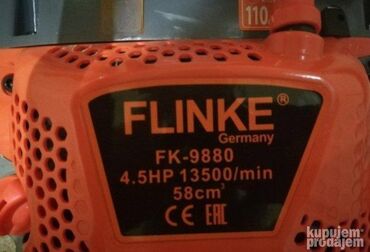 110.
FLINKE®
Germany
FK-9880
4.5HP 13500/min
58cm³
CE EAC
kupujem
prodajem